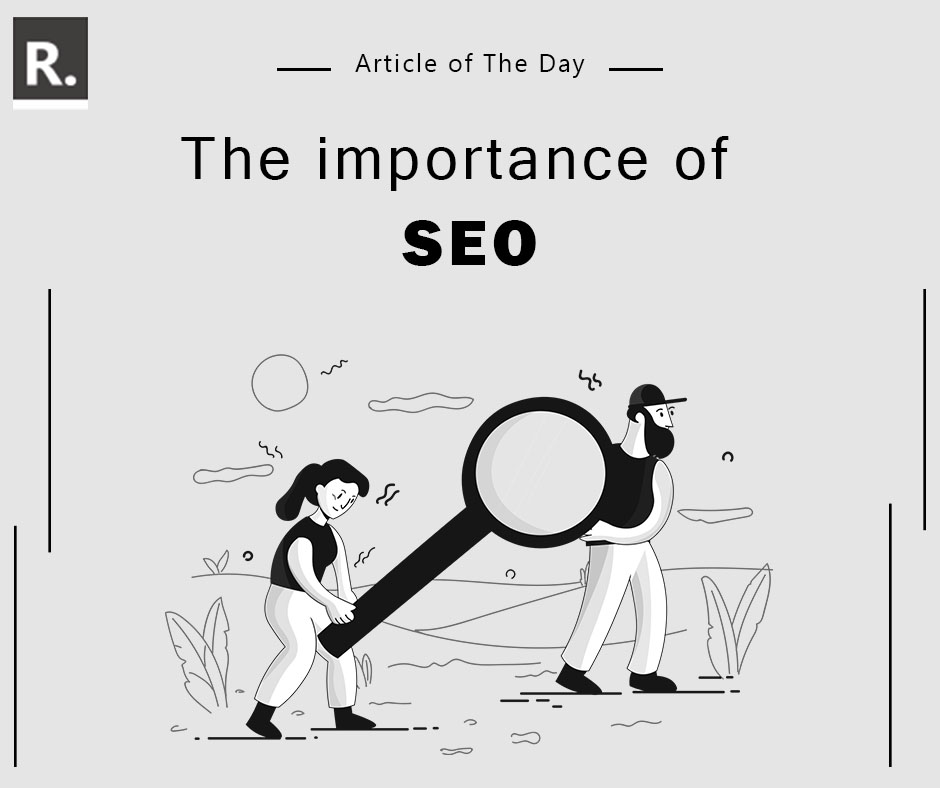 R.
Article of The Day
The importance of
SEO